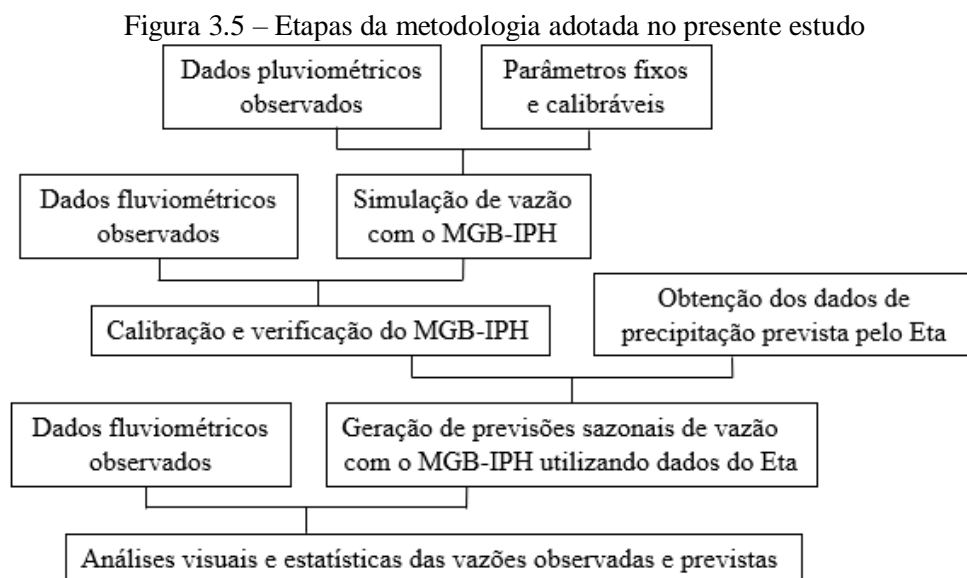 Figura 3.5 – Etapas da metodologia adotada no presente estudo
Dados pluviométricos
observados
Parâmetros fixos
e calibráveis
Dados fluviométricos
observados
Simulação de vazão
com o MGB-IPH
Calibração e verificação do MGB-IPH
Obtenção dos dados de
precipitação prevista pelo Eta
Dados fluviométricos
observados
Geração de previsões sazonais de vazão
com o MGB-IPH utilizando dados do Eta
Análises visuais e estatísticas das vazões observadas e previstas